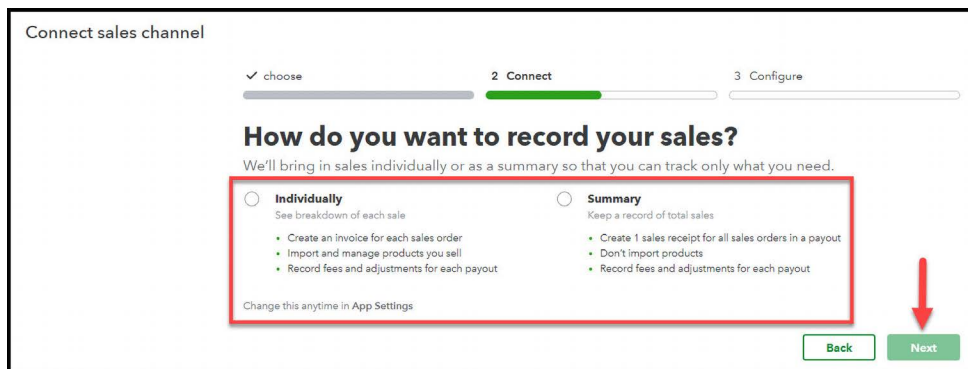 Connect sales channel
✓ choose
2 Connect
3 Configure
How do you want to record your sales?
We'll bring in sales individually or as a summary so that you can track only what you need.
Individually
See breakdown of each sale
• Create an invoice for each sales order
• Import and manage products you sell
• Record fees and adjustments for each payout
Summary
Keep a record of total sales
• Create 1 sales receipt for all sales orders in a payout
• Don't import products
• Record fees and adjustments for each payout
Change this anytime in App Settings
Back
Next